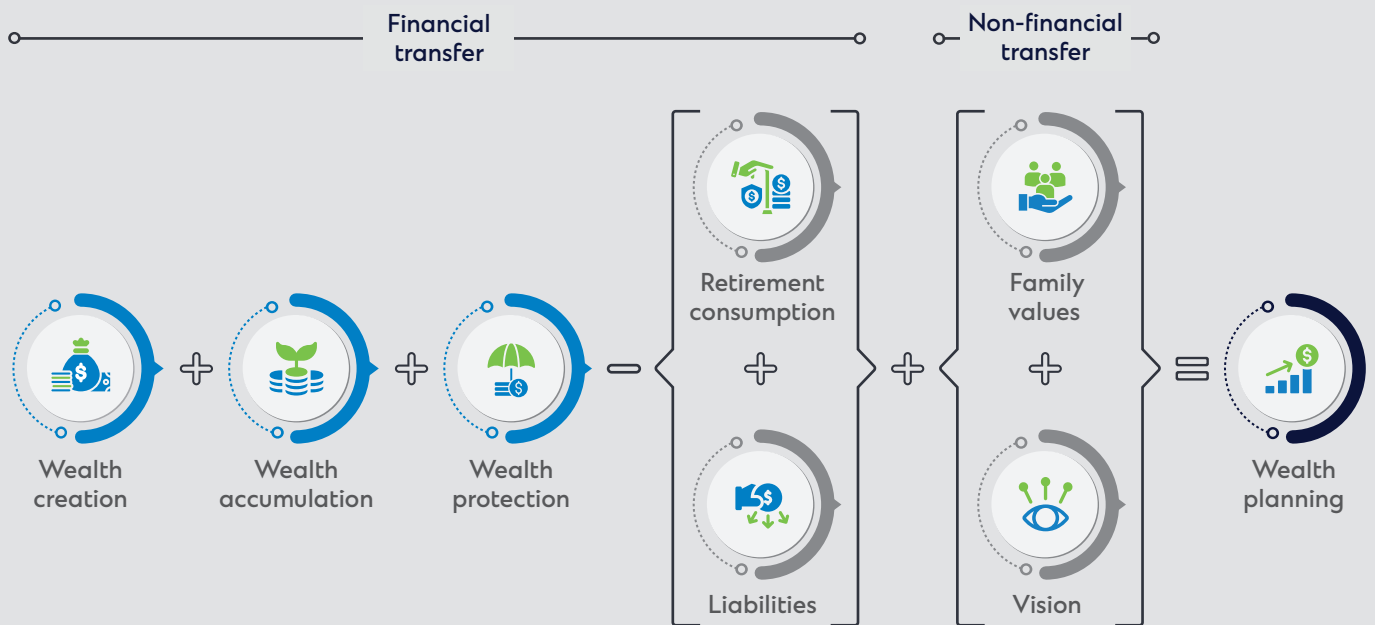 Financial
transfer
Non-financial
transfer
Wealth
creation
Wealth
accumulation
Wealth
protection
Retirement
consumption
Liabilities
Family
values
Vision
Wealth
planning